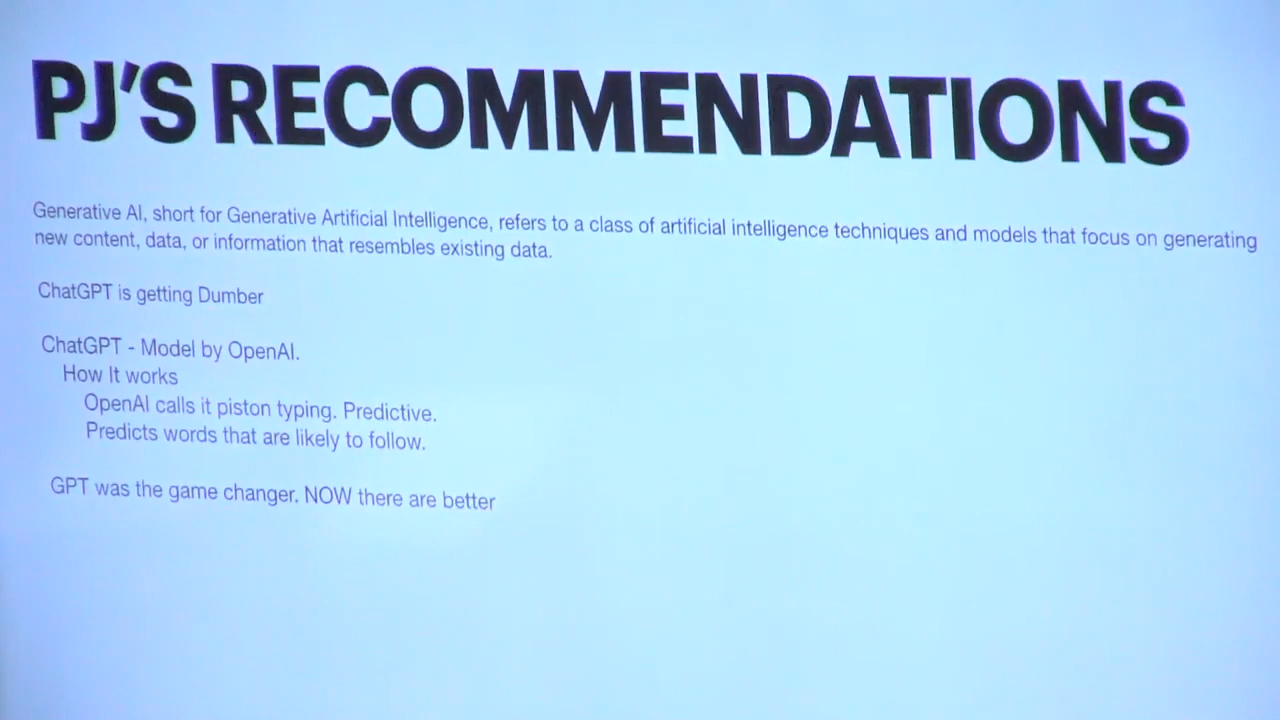 PJ'S RECOMMENDATIONS
Generative AI, short for Generative Artificial Intelligence, refers to a class of artificial intelligence techniques and models that focus on generating
new content, data, or information that resembles existing data.
ChatGPT is getting Dumber
ChatGPT - Model by OpenAI.
How It works
OpenAI calls it piston typing. Predictive.
Predicts words that are likely to follow.
GPT was the game changer. NOW there are better